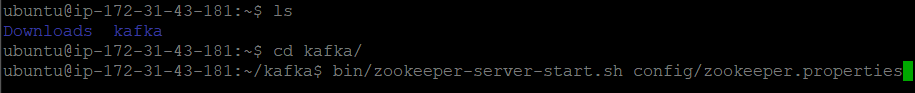 ubuntu@ip-172-31-43-181:~$ ls
Downloads  kafka
ubuntu@ip-172-31-43-181:~$ cd kafka/
ubuntu@ip-172-31-43-181:~/kafka$ bin/zookeeper-server-start.sh config/zookeeper.properties